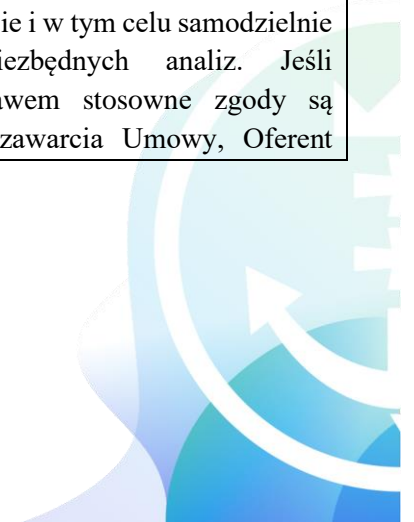 ie i w tym celu samodzielnie
iezbędnych analiz. Jeśli
awem stosowne zgody są
zawarcia Umowy, Oferent